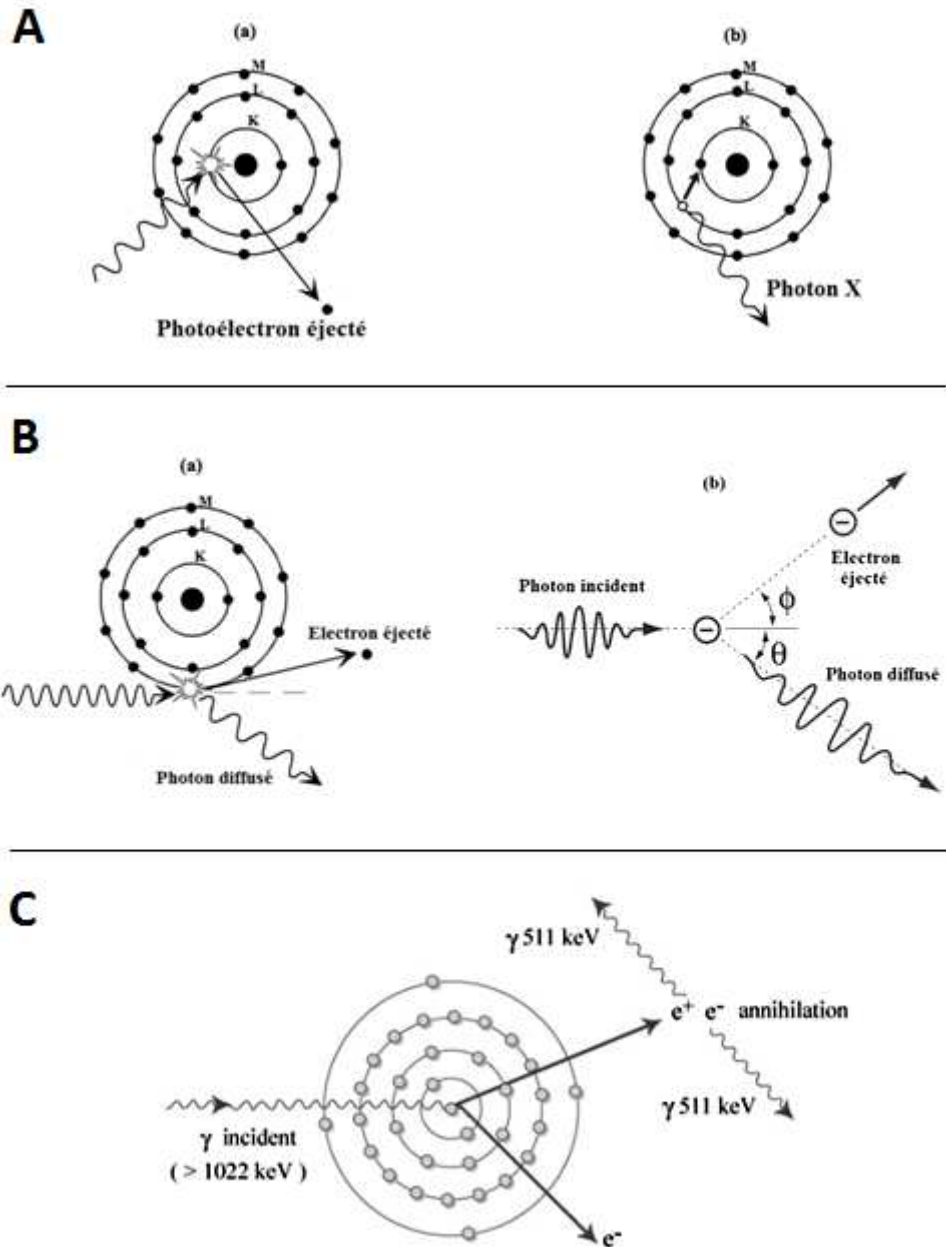 A
(a)
M
L
K
Photoélectron éjecté
(b)
M
L
K
Photon X
B
(a)
M
L
K
Electron éjecté
Photon diffusé
(b)
Photon incident
−
−
Electron
éjecté
ϕ
θ
Photon diffusé
C
γ 511 keV
e⁺ e⁻ annihilation
γ 511 keV
γ incident
( > 1022 keV )
e⁻